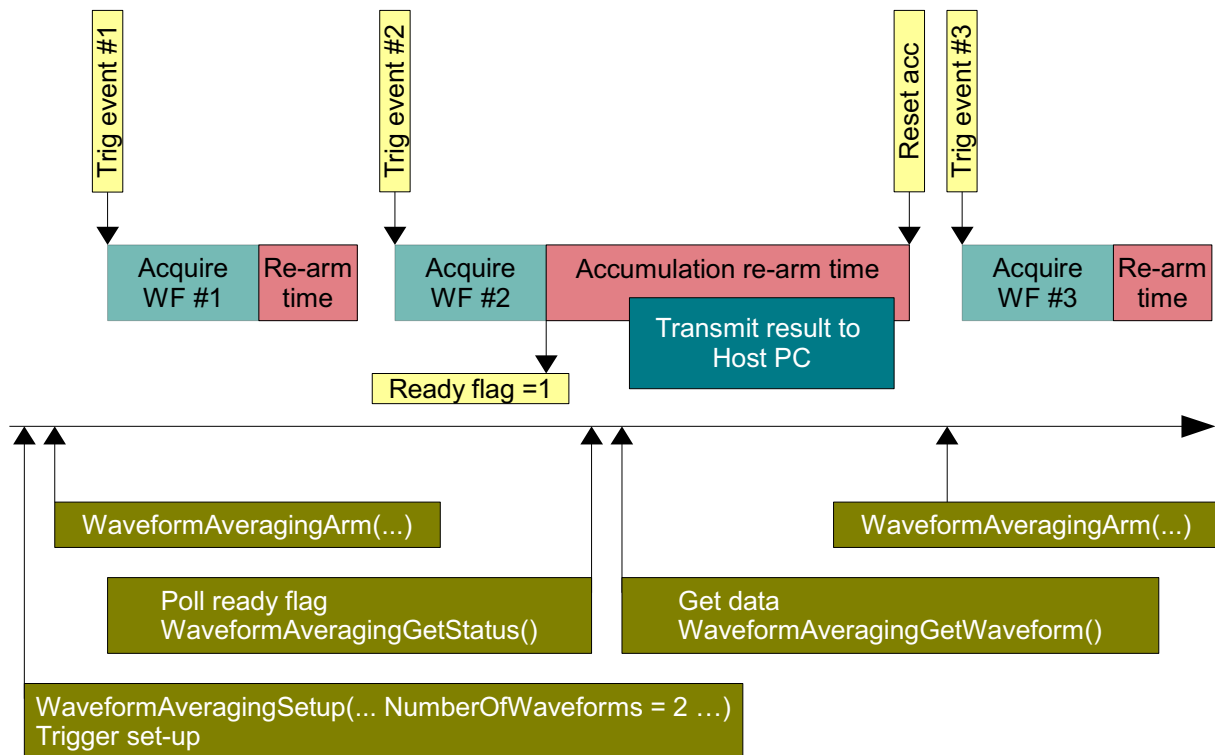 Trig event #1
Trig event #2
Reset acc
Trig event #3
Acquire
WF #1
Re-arm
time
Acquire
WF #2
Accumulation re-arm time
Acquire
WF #3
Re-arm
time
Transmit result to
Host PC
Ready flag =1
WaveformAveragingArm(...)
WaveformAveragingArm(...)
Poll ready flag
WaveformAveragingGetStatus()
Get data
WaveformAveragingGetWaveform()
WaveformAveragingSetup(... NumberOfWaveforms = 2 …)
Trigger set-up